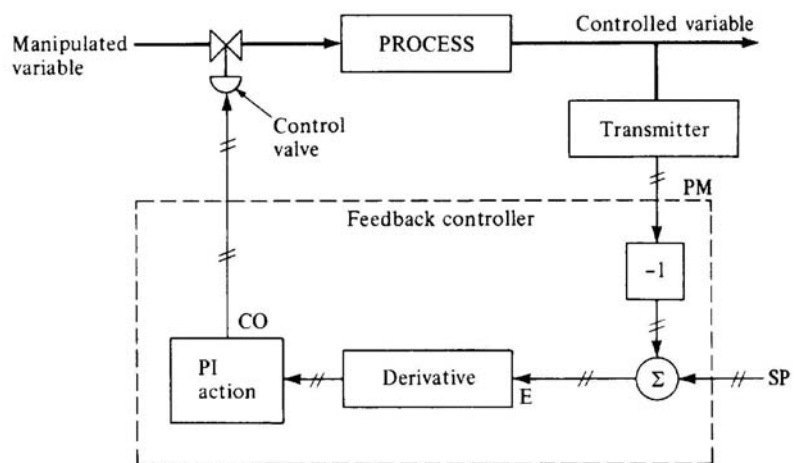 Controlled variable
Manipulated
variable
PROCESS
Control
valve
Transmitter
PM
Feedback controller
-1
CO
PI
action
Derivative
E
Σ
SP